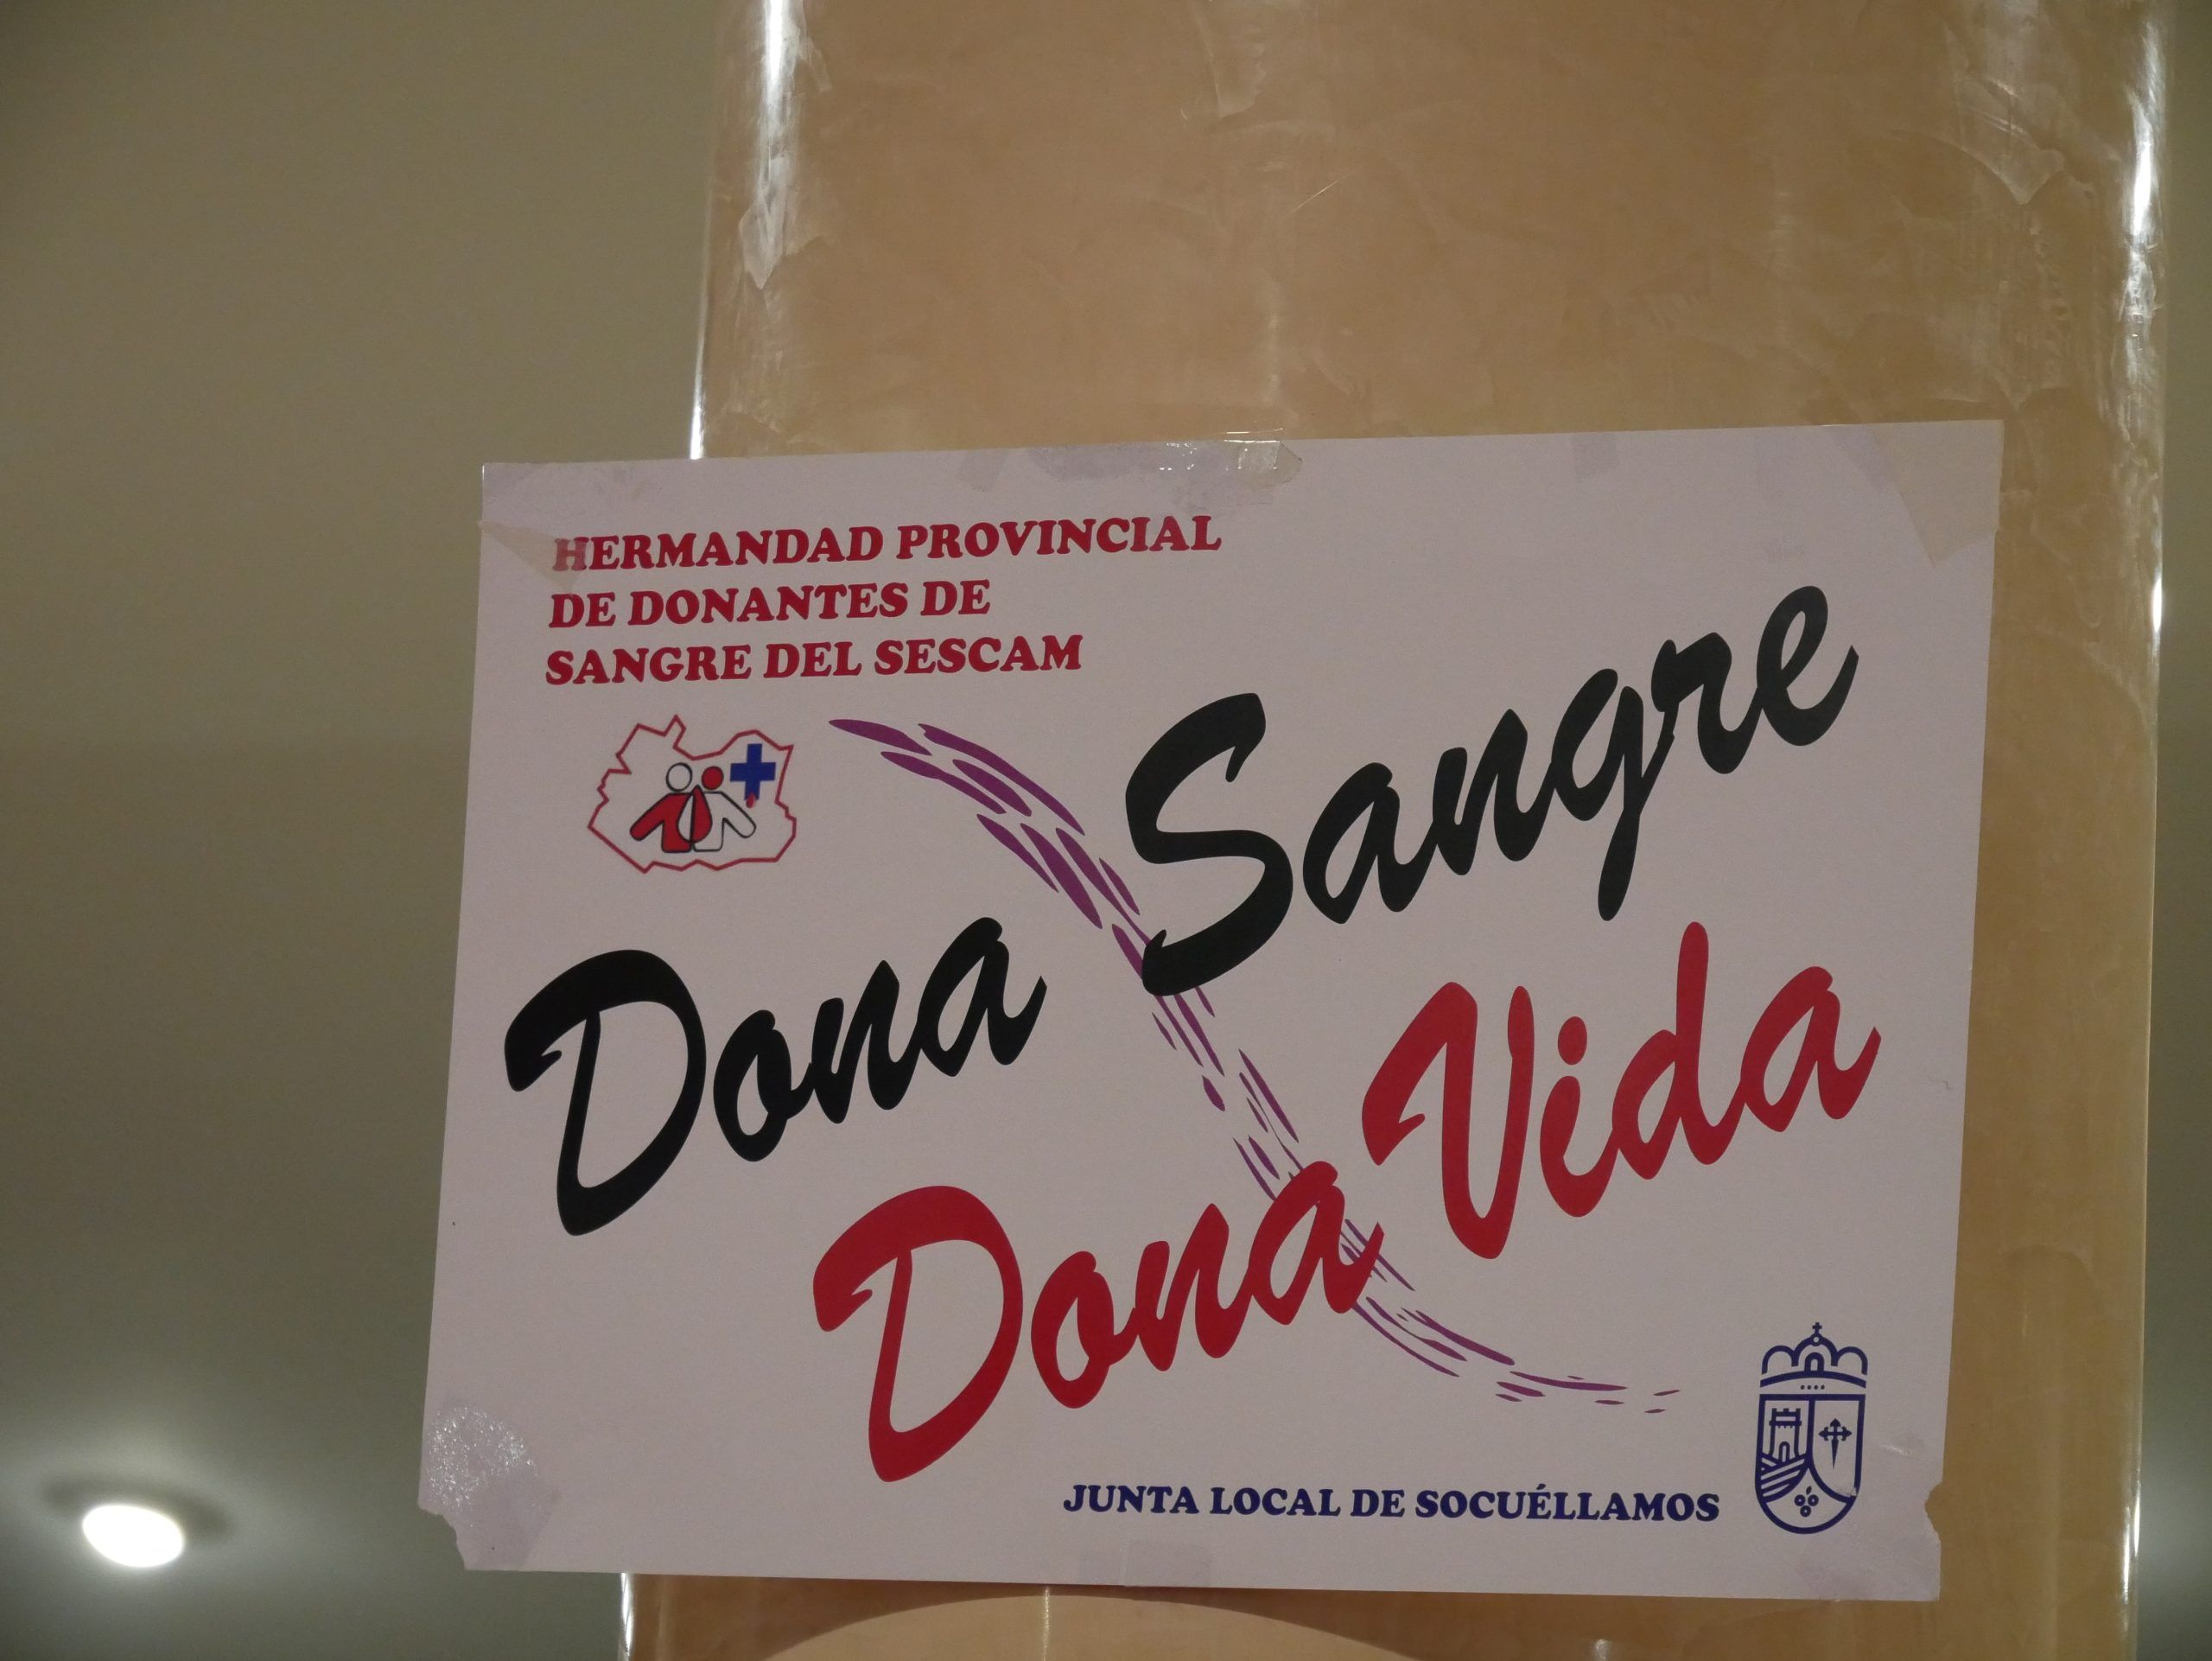 HERMANDAD PROVINCIAL
DE DONANTES DE
SANGRE DEL SESCAM
Dona Sangre
Dona Vida
JUNTA LOCAL DE SOCUÉLLAMOS